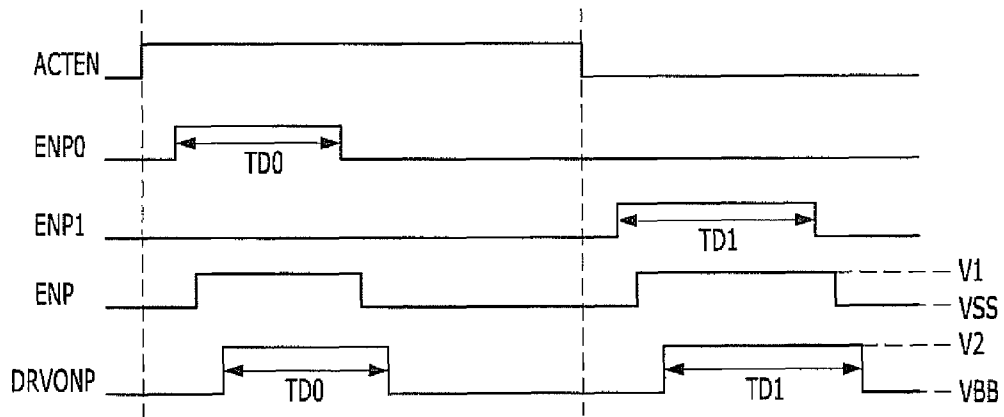 ACTEN
ENP0
TD0
ENP1
TD1
ENP
V1
VSS
DRVONP
TD0
TD1
V2
VBB